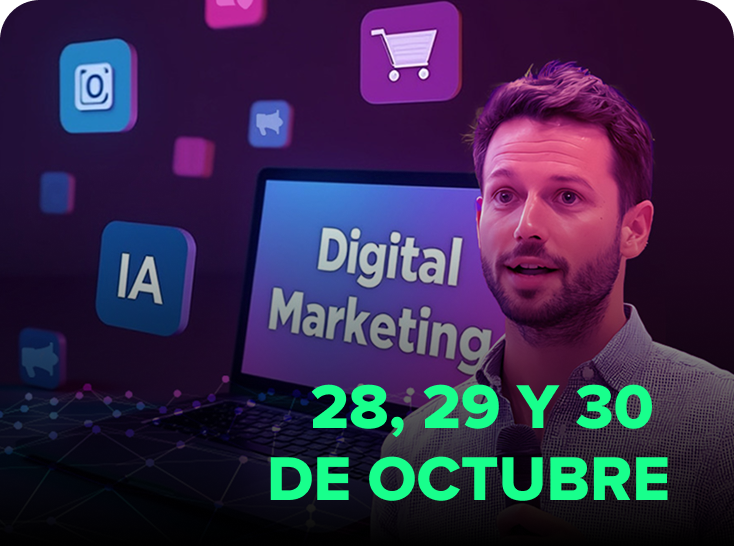 IA
Digital
Marketing
28, 29 Y 30
DE OCTUBRE